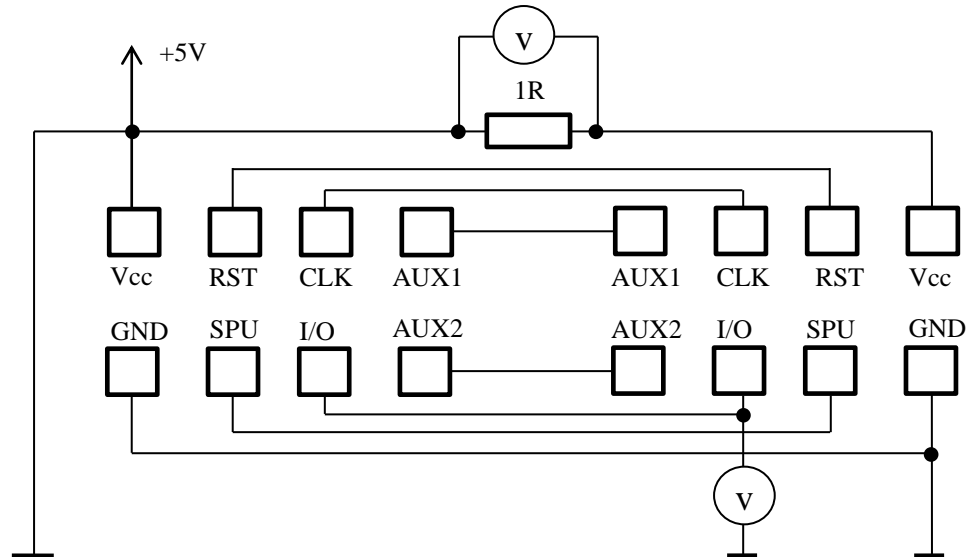 V
+5V
1R
Vcc RST CLK AUX1 AUX1 CLK RST Vcc
GND SPU I/O AUX2 AUX2 I/O SPU GND
V